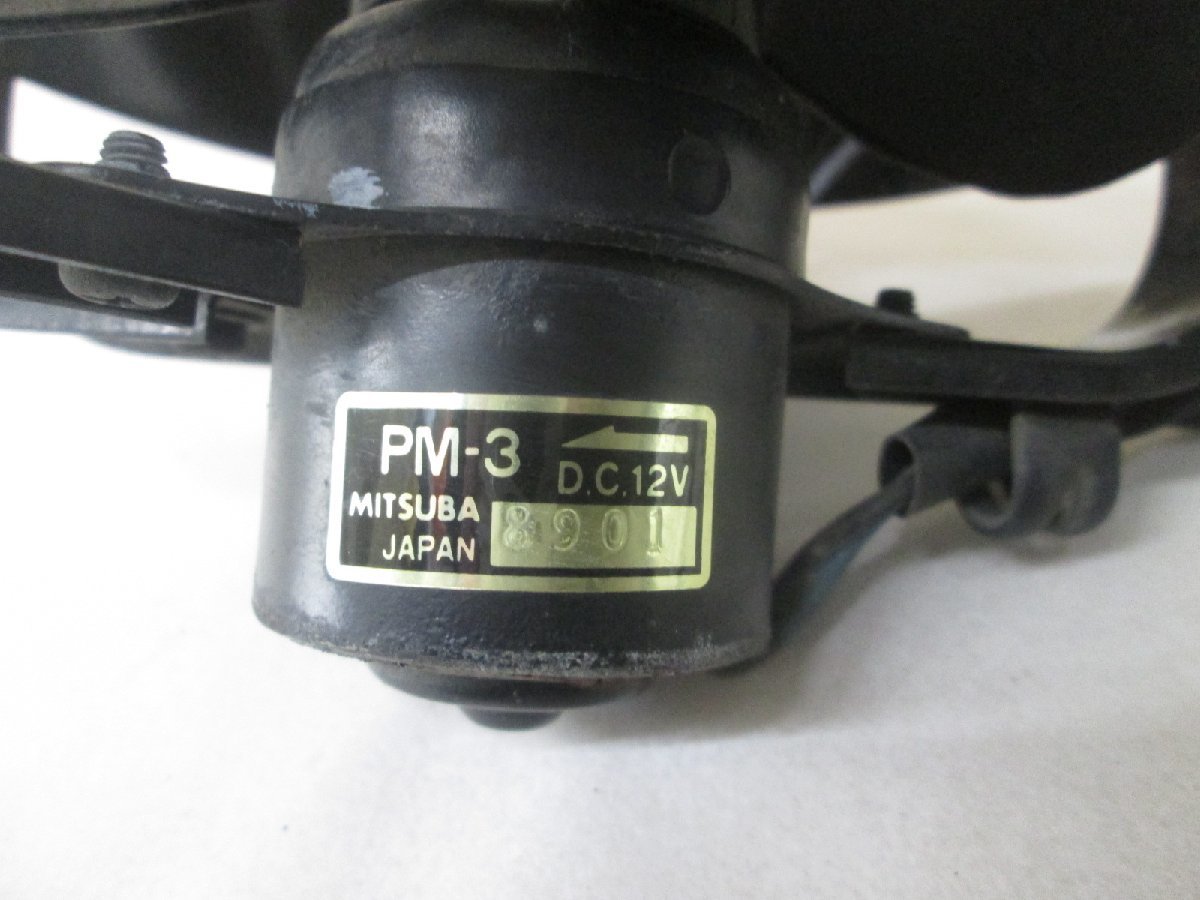 PM-3
D.C.12V
MITSUBA
JAPAN
8901